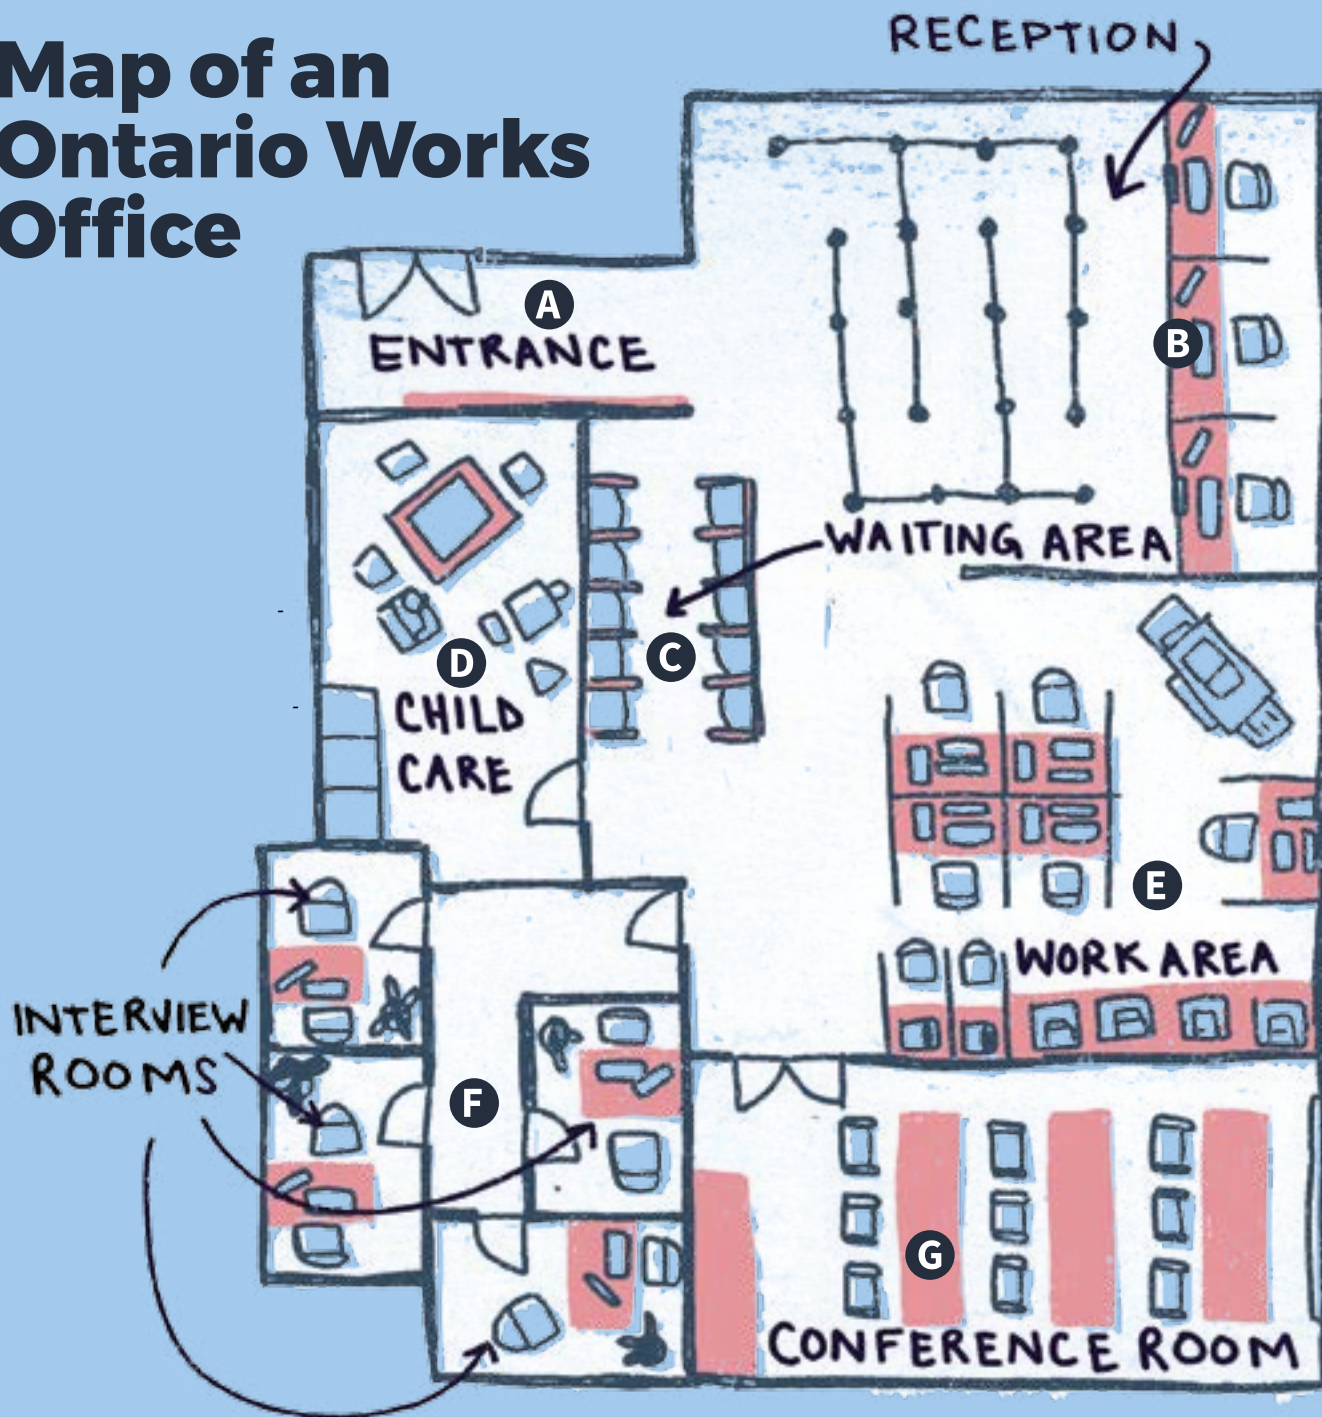 Map of an
Ontario Works
Office
RECEPTION
A
ENTRANCE
B
WAITING AREA
C
D
CHILD
CARE
E
WORK AREA
INTERVIEW
ROOMS
F
G
CONFERENCE ROOM